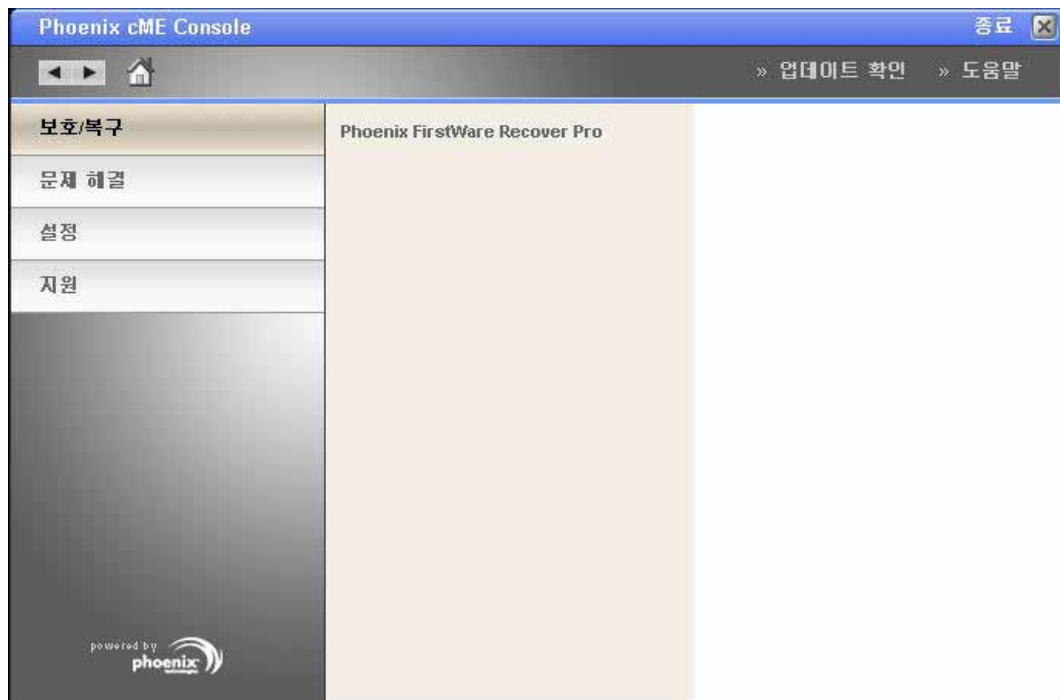 Phoenix cME Console
종료
» 업데이트 확인 » 도움말
보호/복구
Phoenix FirstWare Recover Pro
문제 해결
설정
지원
powered by
phoenix
technologies